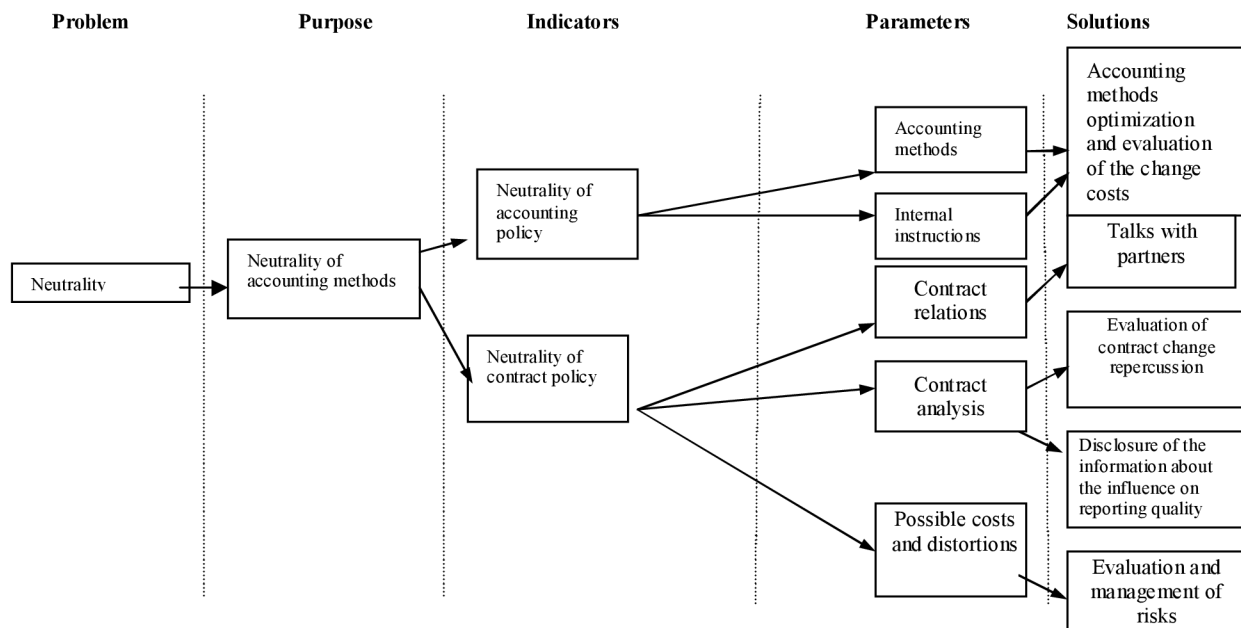 Problem
Purpose
Indicators
Parameters
Solutions
Neutrality
Neutrality of
accounting methods
Neutrality of
accounting
policy
Neutrality of
contract policy
Accounting
methods
Internal
instructions
Contract
relations
Contract
analysis
Possible costs
and distortions
Accounting
methods
optimization
and evaluation
of the change
costs
Talks with
partners
Evaluation of
contract change
repercussion
Disclosure of the
information about
the influence on
reporting quality
Evaluation and
management of
risks